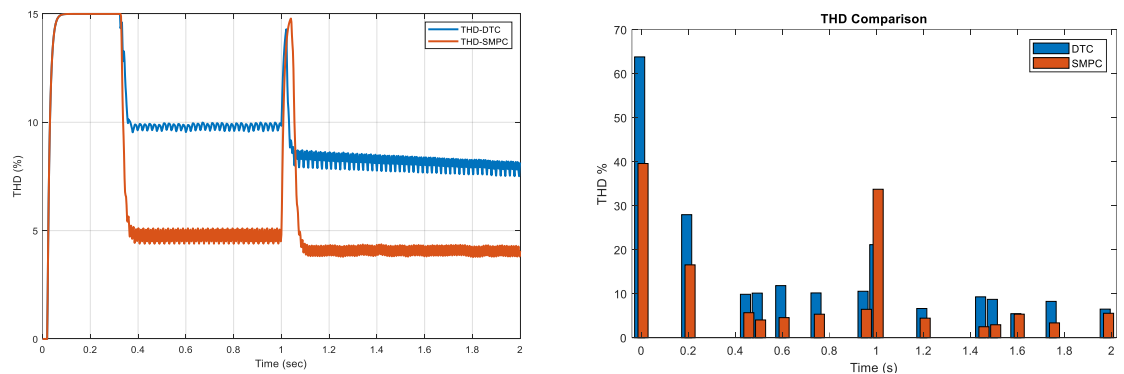 THD-DTC
THD-SMPC
15
10
5
0
THD (%)
0 0.2 0.4 0.6 0.8 1 1.2 1.4 1.6 1.8 2
Time (sec)
THD Comparison
DTC
SMPC
70
60
50
40
30
20
10
0
THD %
0 0.2 0.4 0.6 0.8 1 1.2 1.4 1.6 1.8 2
Time (s)